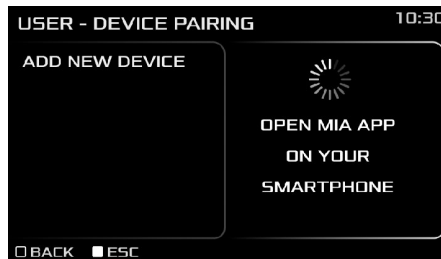 USER - DEVICE PAIRING 10:30
ADD NEW DEVICE
OPEN MIA APP
ON YOUR
SMARTPHONE
BACK ESC